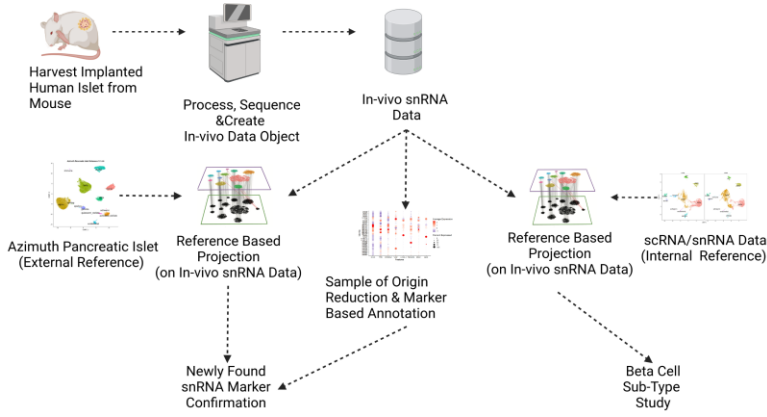 Harvest Implanted
Human Islet from
Mouse
Process, Sequence
&Create
In-vivo Data Object
In-vivo snRNA
Data
Azimuth Pancreatic Islet
(External Reference)
Reference Based
Projection
(on In-vivo snRNA Data)
Sample of Origin
Reduction & Marker
Based Annotation
Reference Based
Projection
(on In-vivo snRNA Data)
scRNA/snRNA Data
(Internal Reference)
Newly Found
snRNA Marker
Confirmation
Beta Cell
Sub-Type
Study